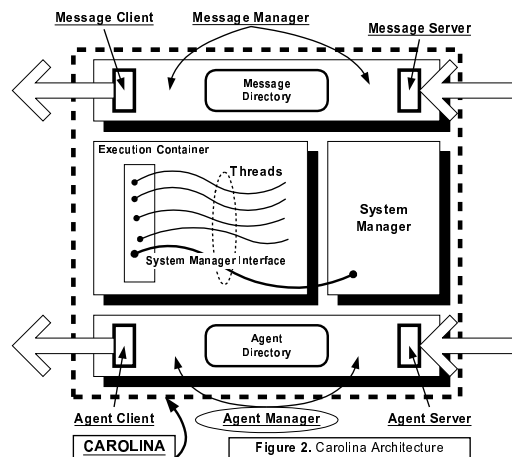 Message Client
Message Manager
Message Server
Message
Directory
Execution Container
Threads
System
Manager
System Manager Interface
Agent
Directory
Agent Client
Agent Manager
Agent Server
CAROLINA
Figure 2. Carolina Architecture